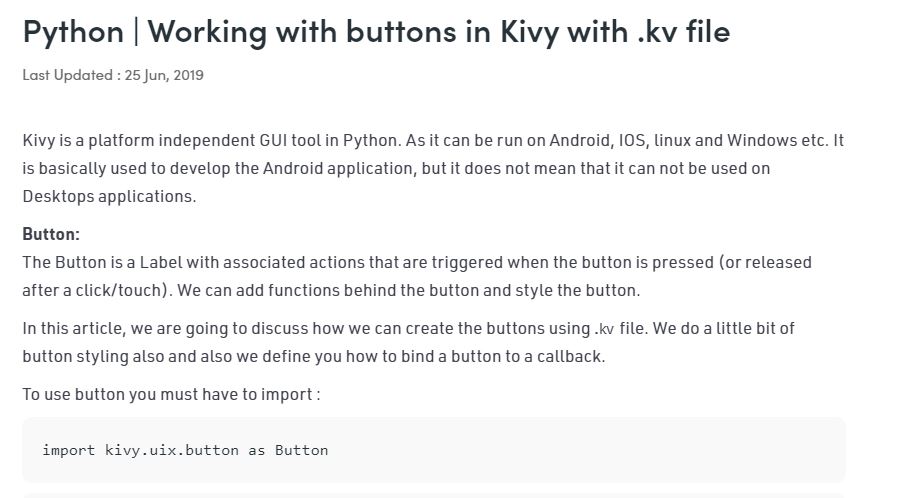 Python | Working with buttons in Kivy with .kv file
Last Updated : 25 Jun, 2019
Kivy is a platform independent GUI tool in Python. As it can be run on Android, IOS, linux and Windows etc. It
is basically used to develop the Android application, but it does not mean that it can not be used on
Desktops applications.
Button:
The Button is a Label with associated actions that are triggered when the button is pressed (or released
after a click/touch). We can add functions behind the button and style the button.
In this article, we are going to discuss how we can create the buttons using .kv file. We do a little bit of
button styling also and also we define you how to bind a button to a callback.
To use button you must have to import :
import kivy.uix.button as Button